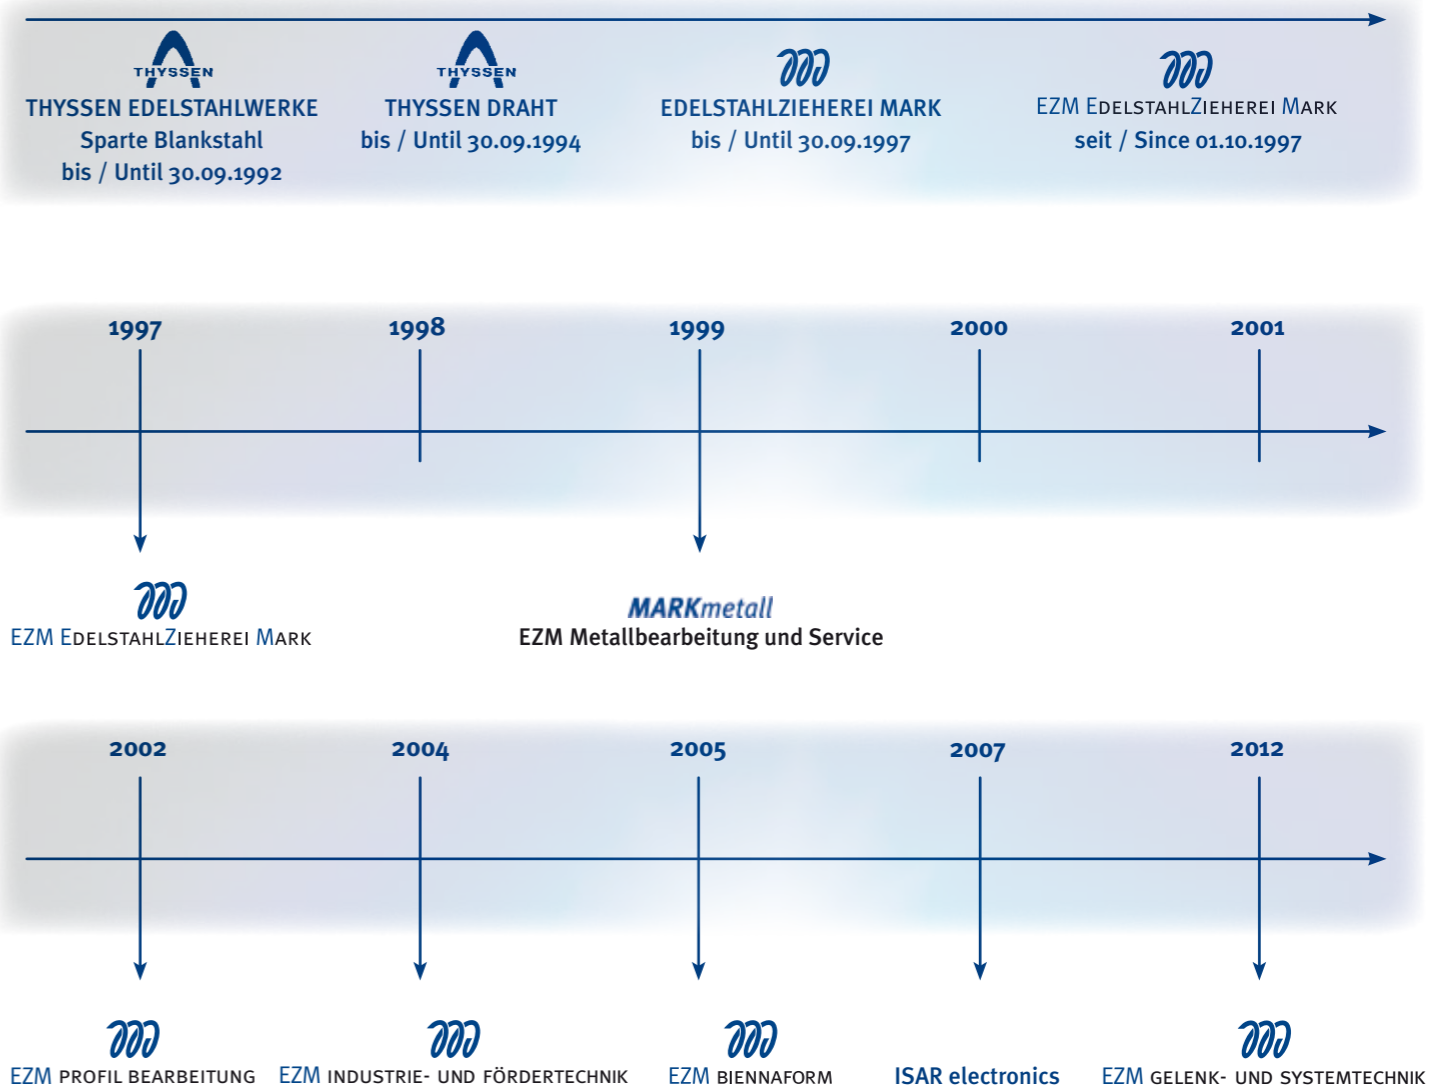 THYSSEN
THYSSEN EDELSTAHLWERKE
Sparte Blankstahl
bis / Until 30.09.1992
THYSSEN
THYSSEN DRAHT
bis / Until 30.09.1994
EDELSTAHLZIEHEREI MARK
bis / Until 30.09.1997
EZM EDELSTAHLZIEHEREI MARK
seit / Since 01.10.1997
1997
1998
1999
2000
2001
EZM EDELSTAHLZIEHEREI MARK
MARKmetall
EZM Metallbearbeitung und Service
2002
2004
2005
2007
2012
EZM PROFIL BEARBEITUNG
EZM INDUSTRIE- UND FÖRDERTECHNIK
EZM BIENNAFORM
ISAR electronics
EZM GELENK- UND SYSTEMTECHNIK